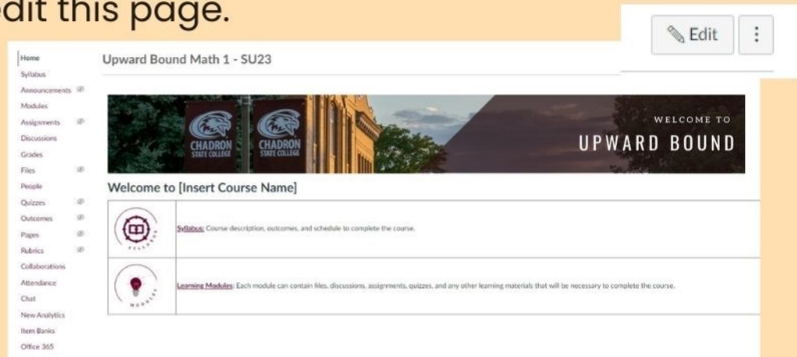 edit this page.
Edit
Home
Syllabus
Announcements
Modules
Assignments
Discussions
Grades
Files
People
Quizzes
Outcomes
Pages
Rubrics
Collaborations
Attendance
Chat
New Analytics
Item Banks
Office 365
Upward Bound Math 1 - SU23
CHADRON
STATE COLLEGE
CHADRON
STATE COLLEGE
WELCOME TO
UPWARD BOUND
Welcome to [Insert Course Name]
SYLLABUS
Syllabus: Course description, outcomes, and schedule to complete the course.
MODULES
Learning Modules: Each module can contain files, discussions, assignments, quizzes, and any other learning materials that will be necessary to complete the course.